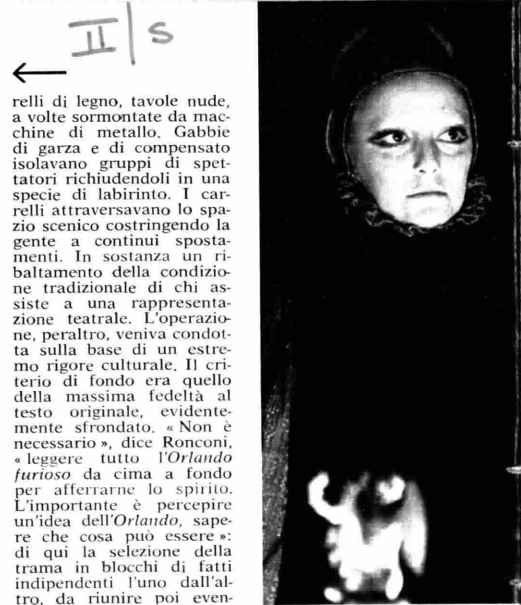 II/s
relli di legno, tavole nude,
a volte sormontate da mac-
chine di metallo. Gabbie
di garza e di compensato
isolavano gruppi di spet-
tatori richiudendoli in una
specie di labirinto. I car-
relli attraversavano lo spa-
zio scenico costringendo la
gente a continui sposta-
menti. In sostanza un ri-
baltamento della condizio-
ne tradizionale di chi as-
siste a una rappresenta-
zione teatrale. L'operazio-
ne, peraltro, veniva condot-
ta sulla base di un estre-
mo rigore culturale. Il cri-
terio di fondo era quello
della massima fedeltà al
testo originale, evidente-
mente sfrondato. « Non è
necessario », dice Ronconi,
« leggere tutto l'Orlando
furioso da cima a fondo
per afferrarne lo spirito.
L'importante è percepire
un'idea dell'Orlando, sape-
re che cosa può essere »:
di qui la selezione della
trama in blocchi di fatti
indipendenti l'uno dall'al-
tro, da riunire poi even-